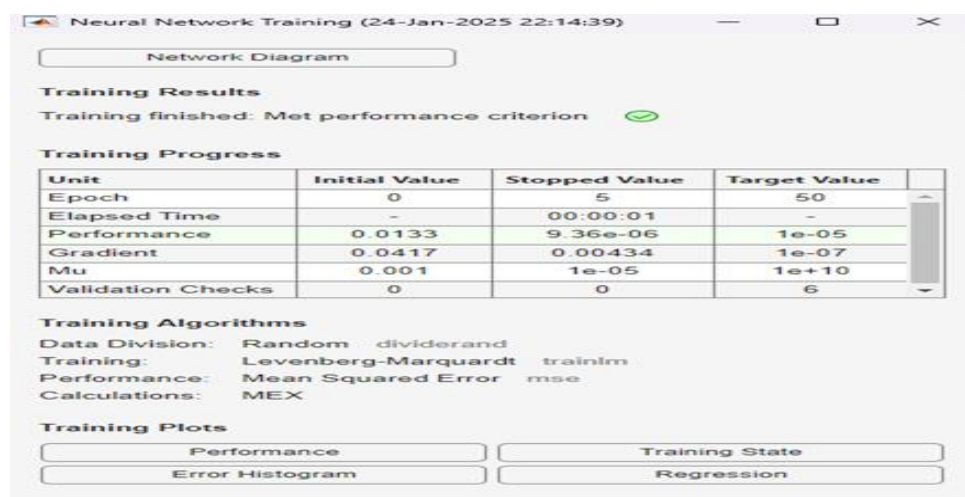 Neural Network Training (24-Jan-2025 22:14:39)
Network Diagram
Training Results
Training finished: Met performance criterion
Training Progress
Unit Initial Value Stopped Value Target Value
Epoch 0 5 50
Elapsed Time - 00:00:01 -
Performance 0.0133 9.36e-06 1e-05
Gradient 0.0417 0.00434 1e-07
Mu 0.001 1e-05 1e+10
Validation Checks 0 0 6
Training Algorithms
Data Division: Random dividerand
Training: Levenberg-Marquardt trainlm
Performance: Mean Squared Error mse
Calculations: MEX
Training Plots
Performance Training State
Error Histogram Regression